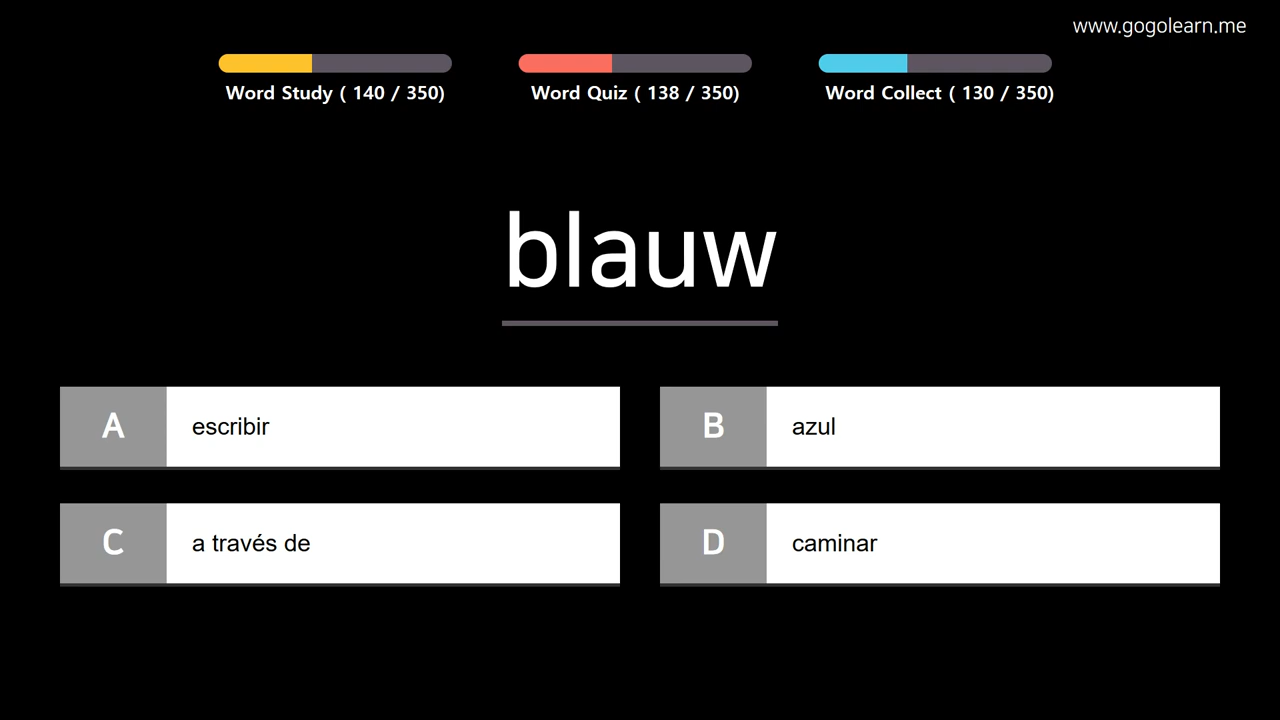 www.gogolearn.me
Word Study ( 140 / 350)
Word Quiz ( 138 / 350)
Word Collect ( 130 / 350)
blauw
A escribir
B azul
C a través de
D caminar